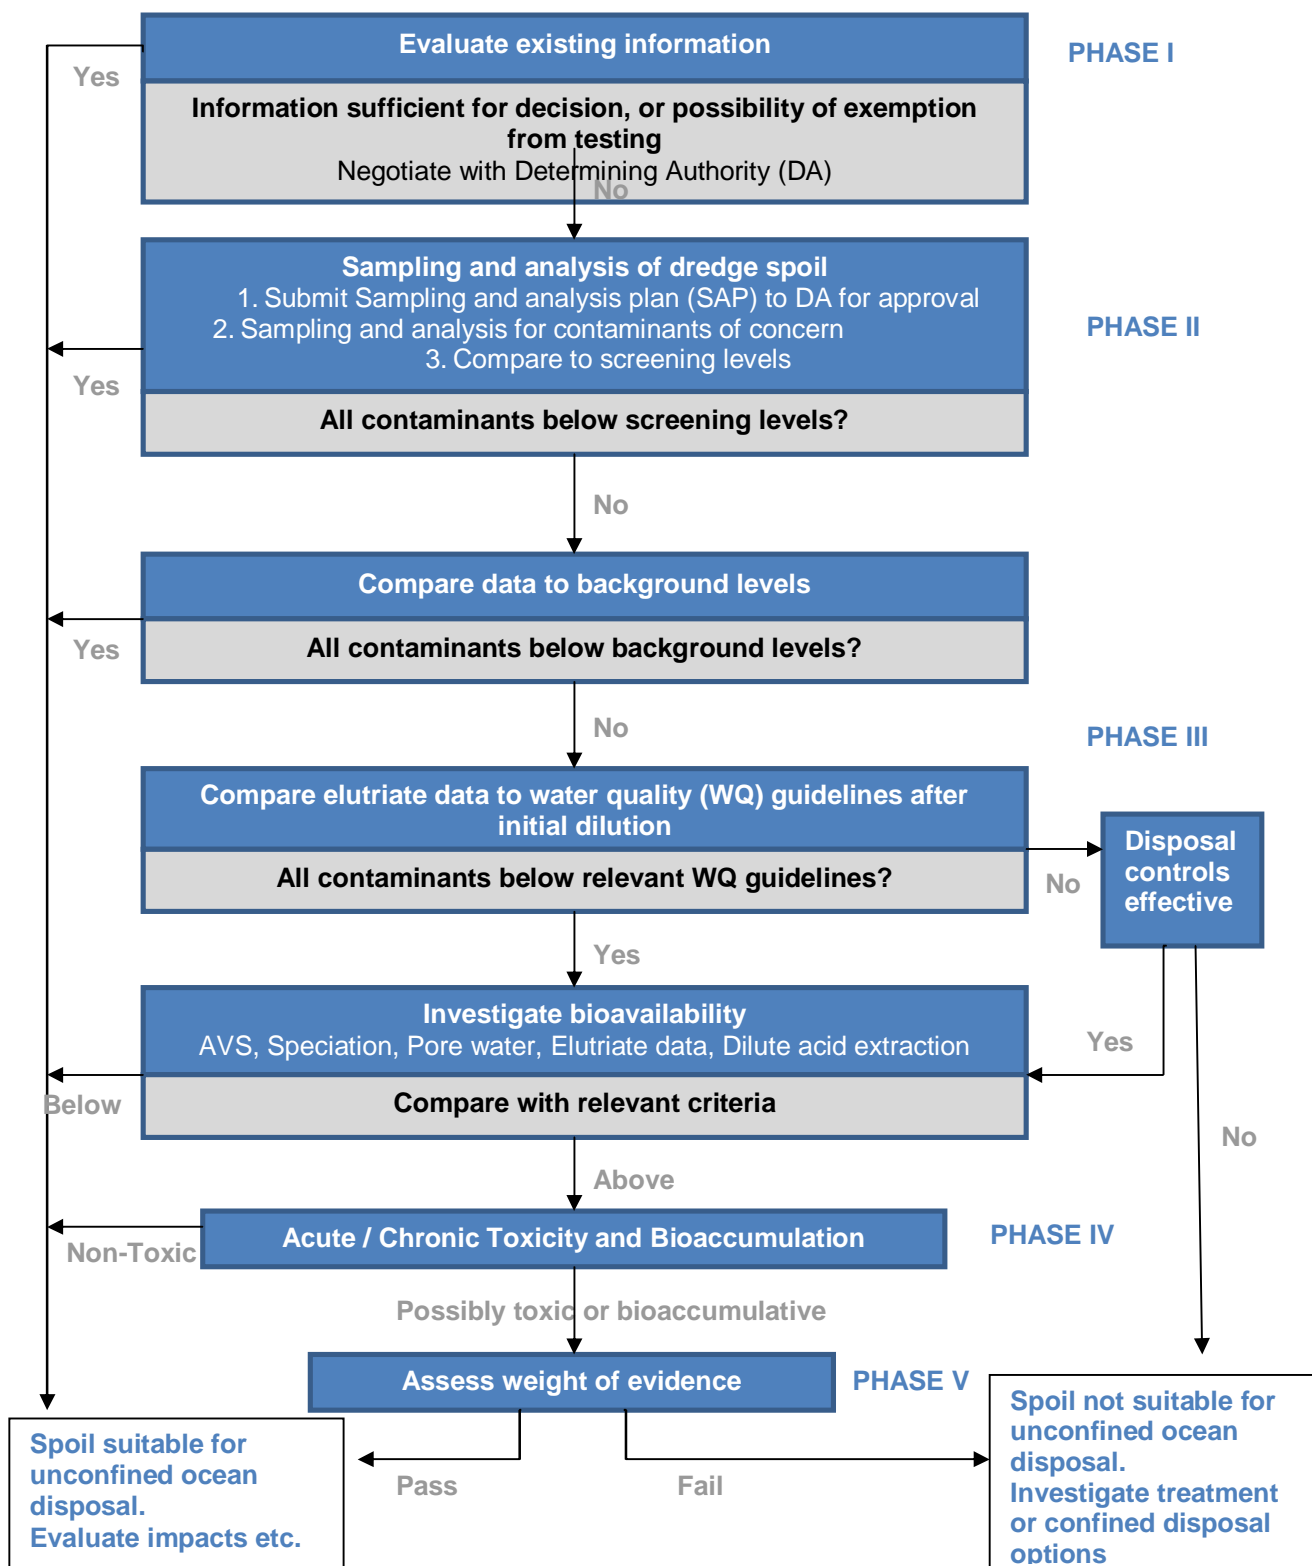 Evaluate existing information
PHASE I
Yes
Information sufficient for decision, or possibility of exemption
from testing
Negotiate with Determining Authority (DA)
No
Sampling and analysis of dredge spoil
1. Submit Sampling and analysis plan (SAP) to DA for approval
2. Sampling and analysis for contaminants of concern
3. Compare to screening levels
PHASE II
Yes
All contaminants below screening levels?
No
Compare data to background levels
Yes
All contaminants below background levels?
No
PHASE III
Compare elutriate data to water quality (WQ) guidelines after
initial dilution
All contaminants below relevant WQ guidelines?
No
Disposal
controls
effective
Yes
Investigate bioavailability
AVS, Speciation, Pore water, Elutriate data, Dilute acid extraction
Yes
Below
Compare with relevant criteria
No
Above
Acute / Chronic Toxicity and Bioaccumulation
PHASE IV
Non-Toxic
Possibly toxic or bioaccumulative
Assess weight of evidence
PHASE V
Pass
Fail
Spoil suitable for
unconfined ocean
disposal.
Evaluate impacts etc.
Spoil not suitable for
unconfined ocean
disposal.
Investigate treatment
or confined disposal
options